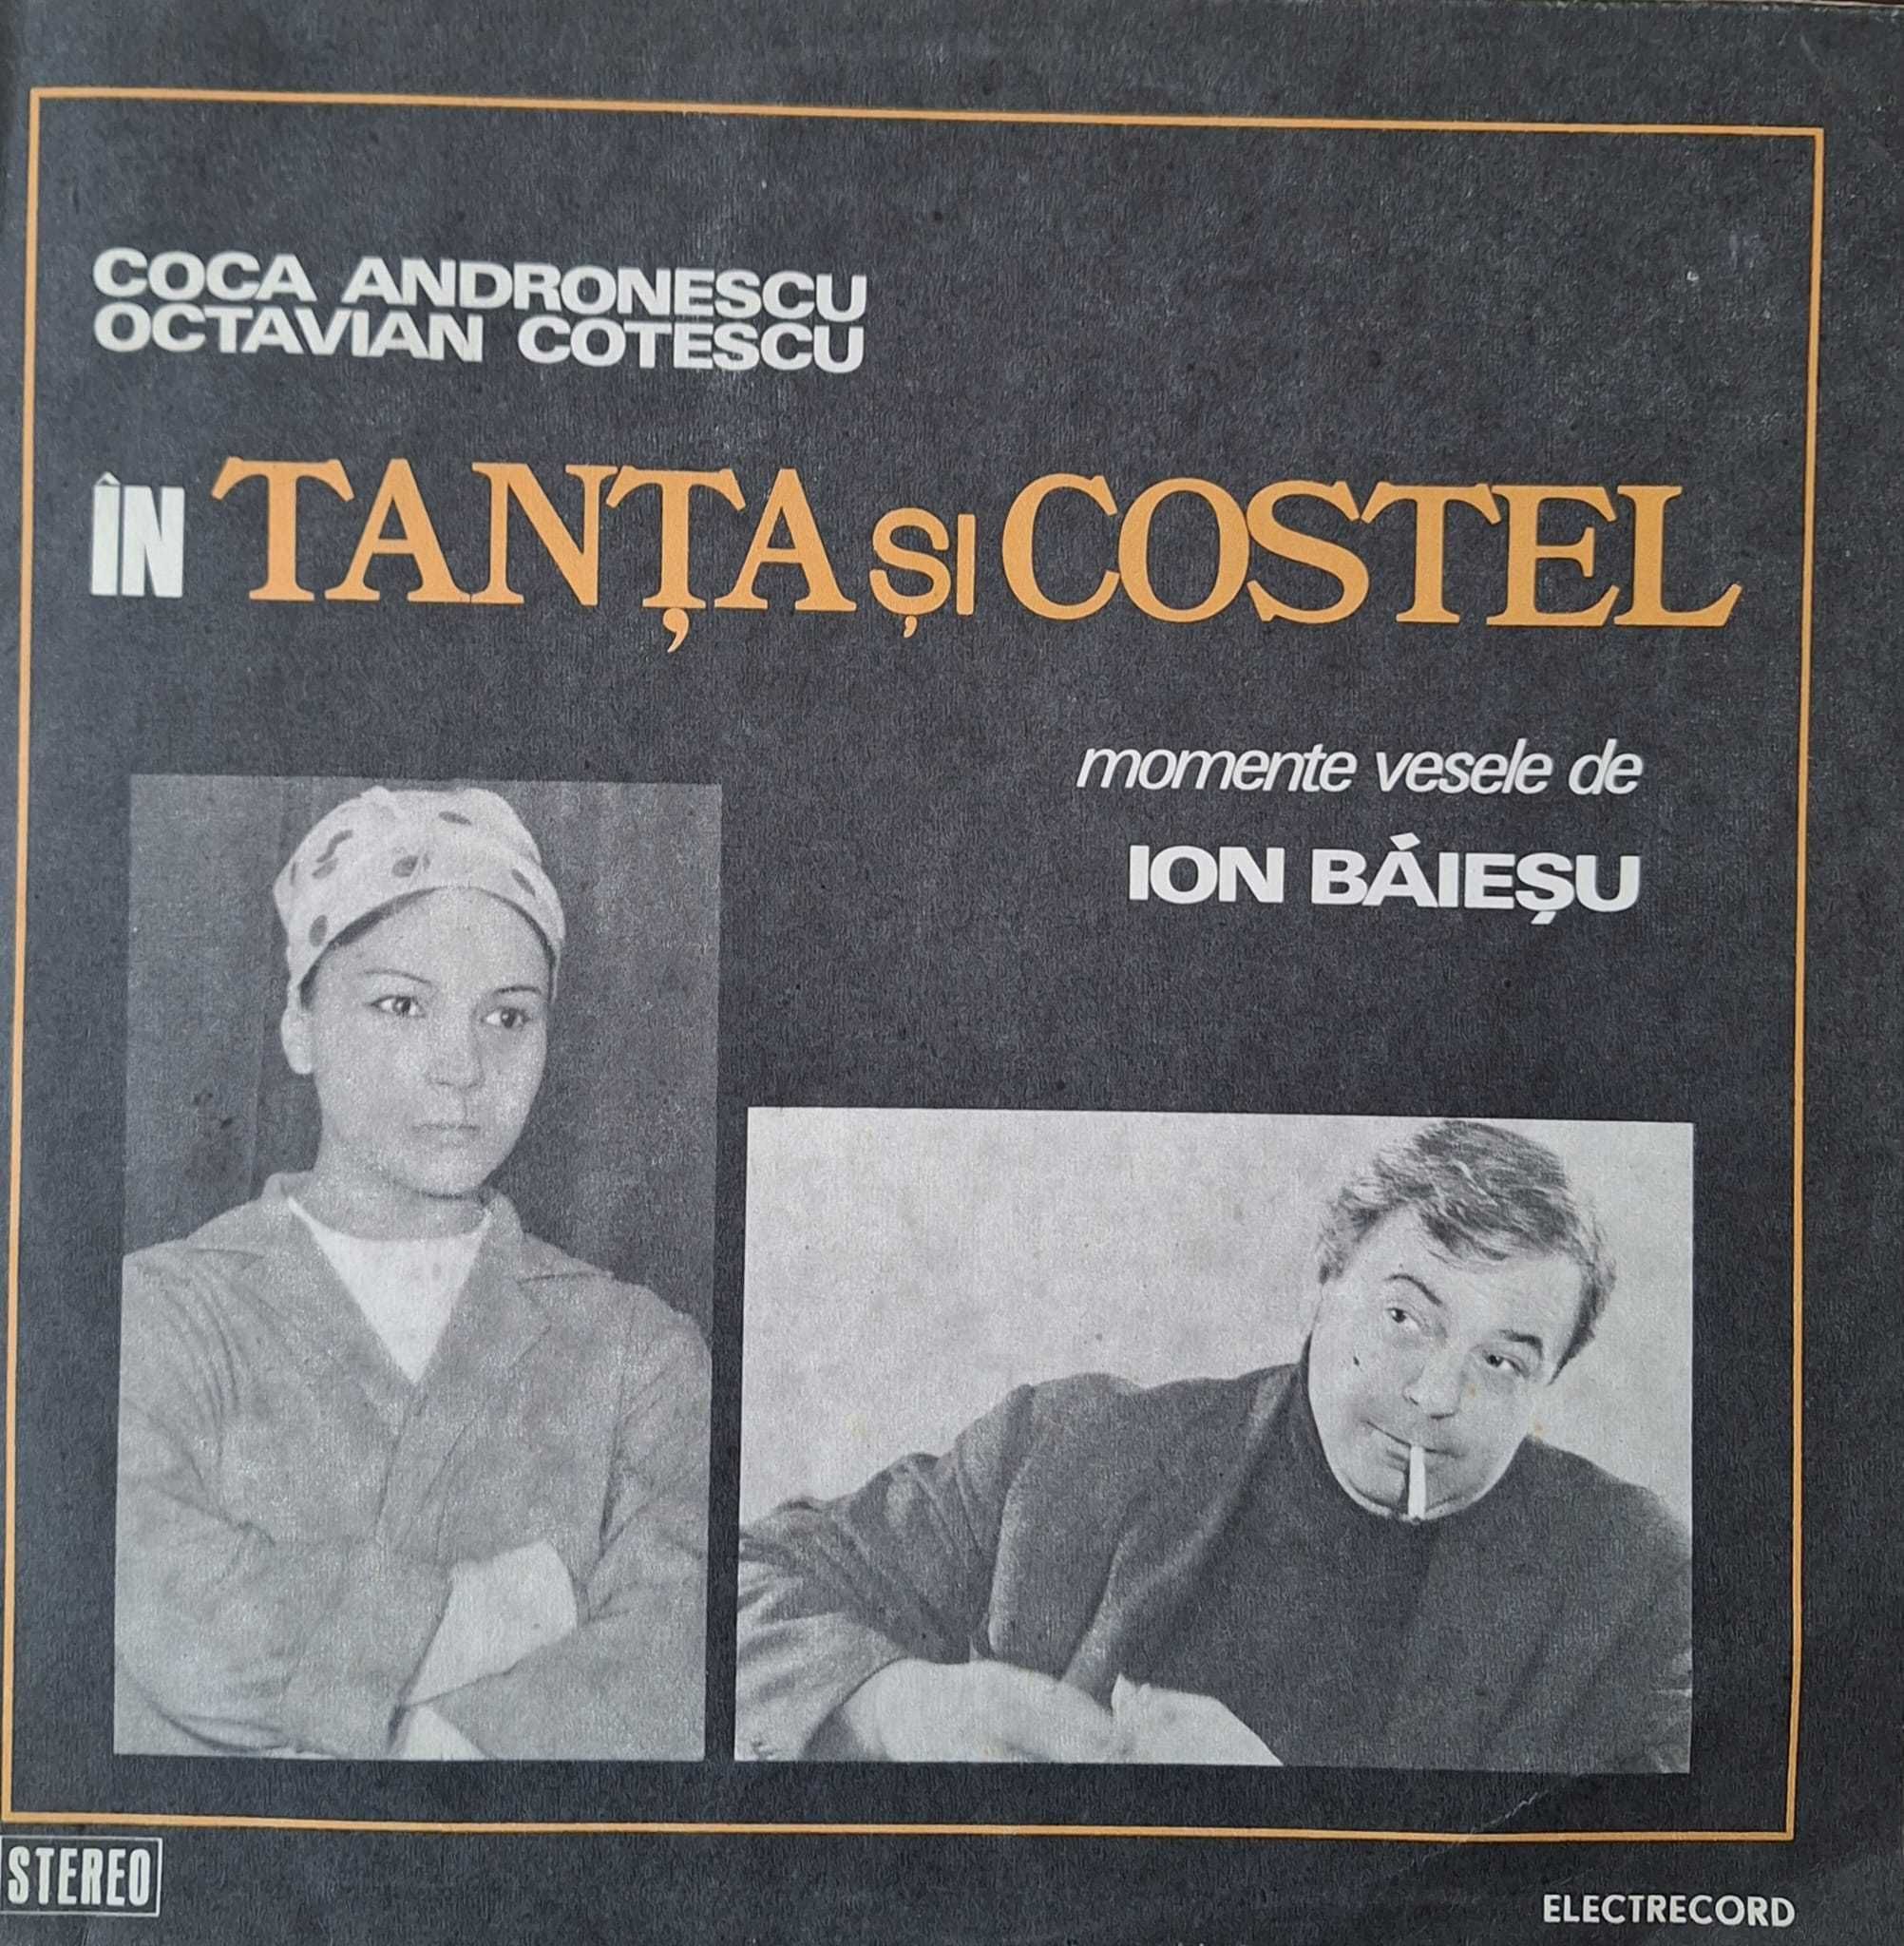 COCA ANDRONESCU
OCTAVIAN COTESCU
ÎN TANȚA ȘI COSTEL
momente vesele de
ION BĂIEȘU
STEREO
ELECTRECORD